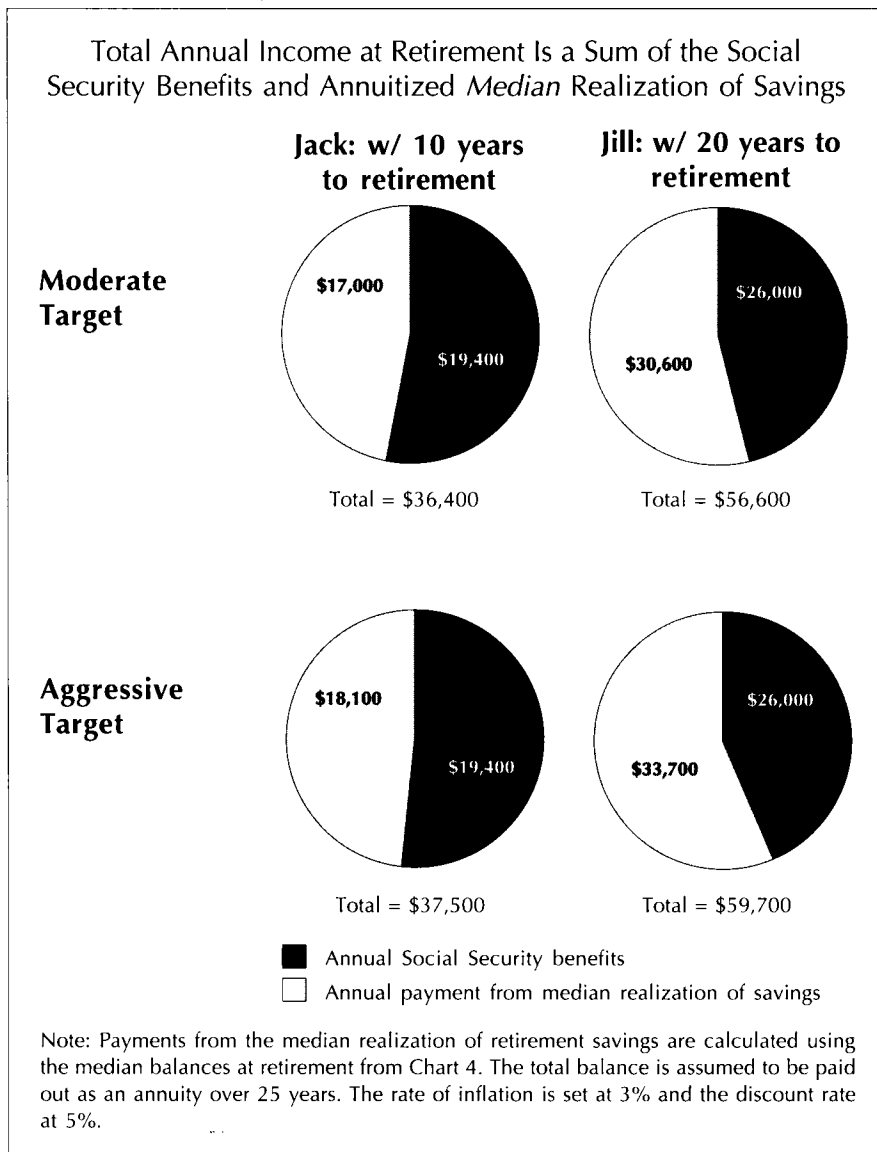 Total Annual Income at Retirement Is a Sum of the Social
Security Benefits and Annuitized Median Realization of Savings
Jack: w/ 10 years
to retirement
Jill: w/ 20 years to
retirement
Moderate
Target
$17,000
$19,400
$26,000
$30,600
Total = $36,400
Total = $56,600
Aggressive
Target
$18,100
$19,400
$26,000
$33,700
Total = $37,500
Total = $59,700
Annual Social Security benefits
Annual payment from median realization of savings
Note: Payments from the median realization of retirement savings are calculated using
the median balances at retirement from Chart 4. The total balance is assumed to be paid
out as an annuity over 25 years. The rate of inflation is set at 3% and the discount rate
at 5%.